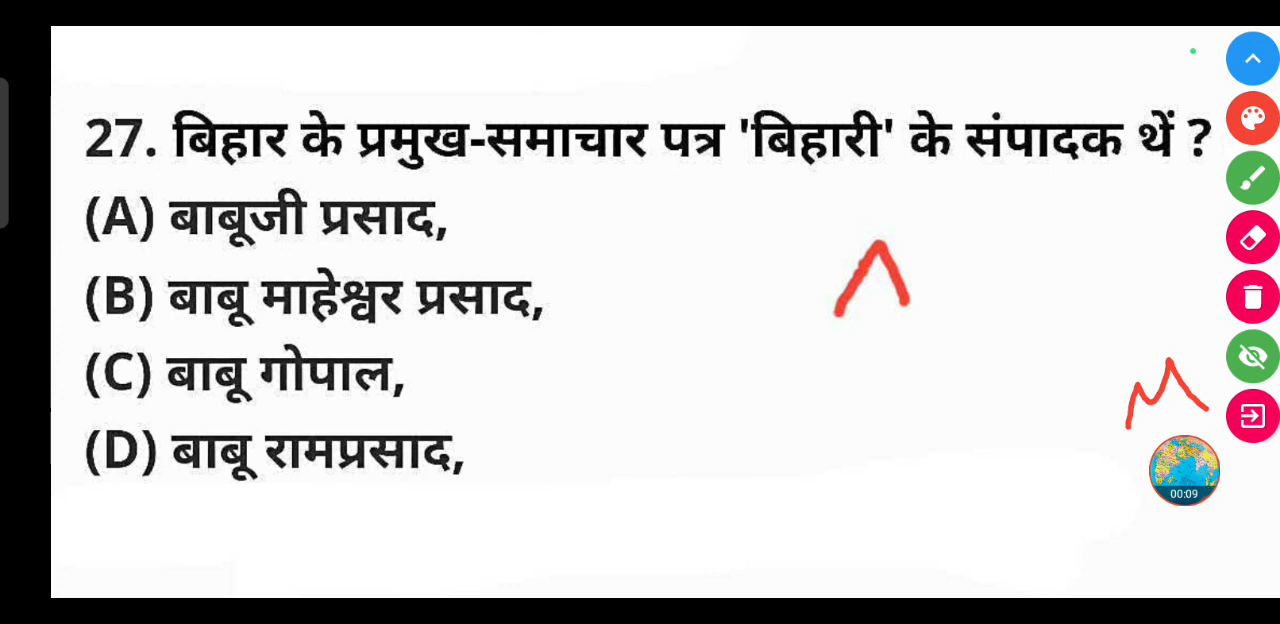 27. बिहार के प्रमुख-समाचार पत्र 'बिहारी' के संपादक थें ?
(A) बाबूजी प्रसाद,
(B) बाबू माहेश्वर प्रसाद,
(C) बाबू गोपाल,
(D) बाबू रामप्रसाद,
00:09